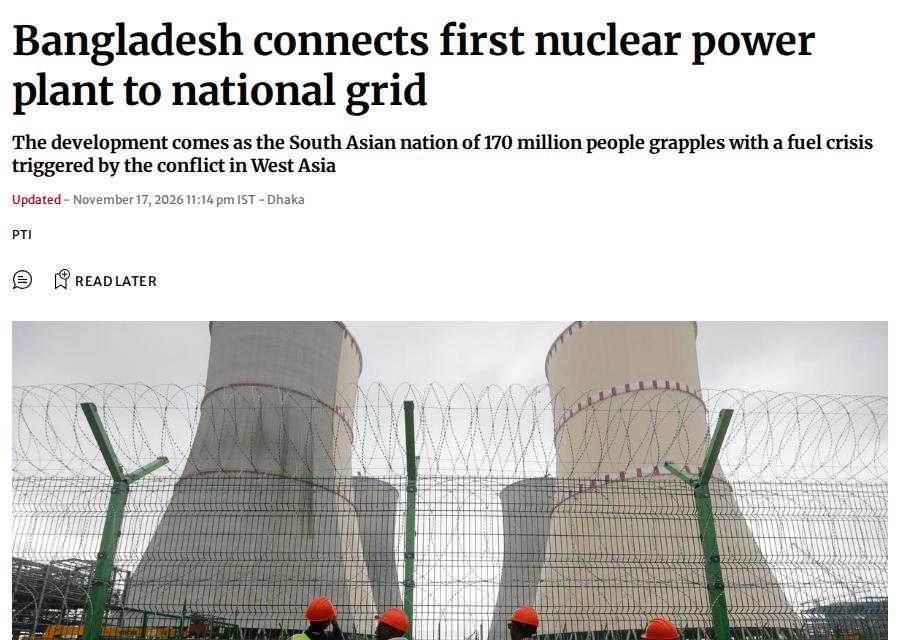 Bangladesh connects first nuclear power
plant to national grid
The development comes as the South Asian nation of 170 million people grapples with a fuel crisis
triggered by the conflict in West Asia
Updated - November 17, 2026 11:14 pm IST - Dhaka
PTI
READ LATER